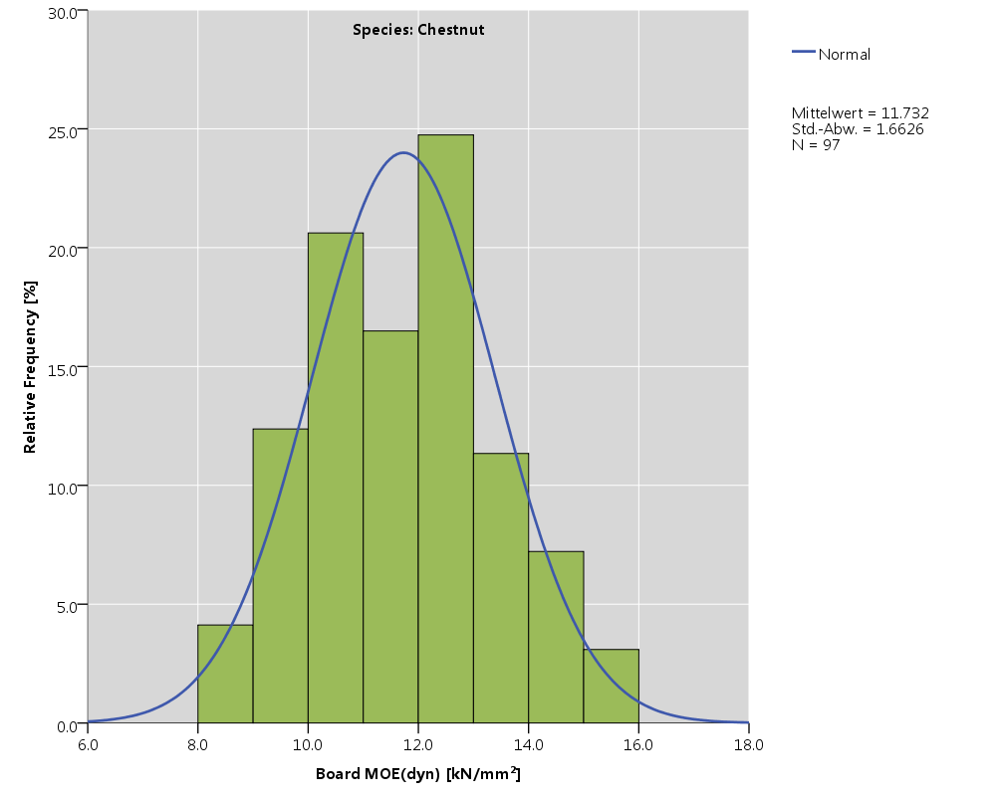 Species: Chestnut
Normal
Mittelwert = 11.732
Std.-Abw. = 1.6626
N = 97
Relative Frequency [%]
30.0
25.0
20.0
15.0
10.0
5.0
0.0
6.0 8.0 10.0 12.0 14.0 16.0 18.0
Board MOE(dyn) [kN/mm²]